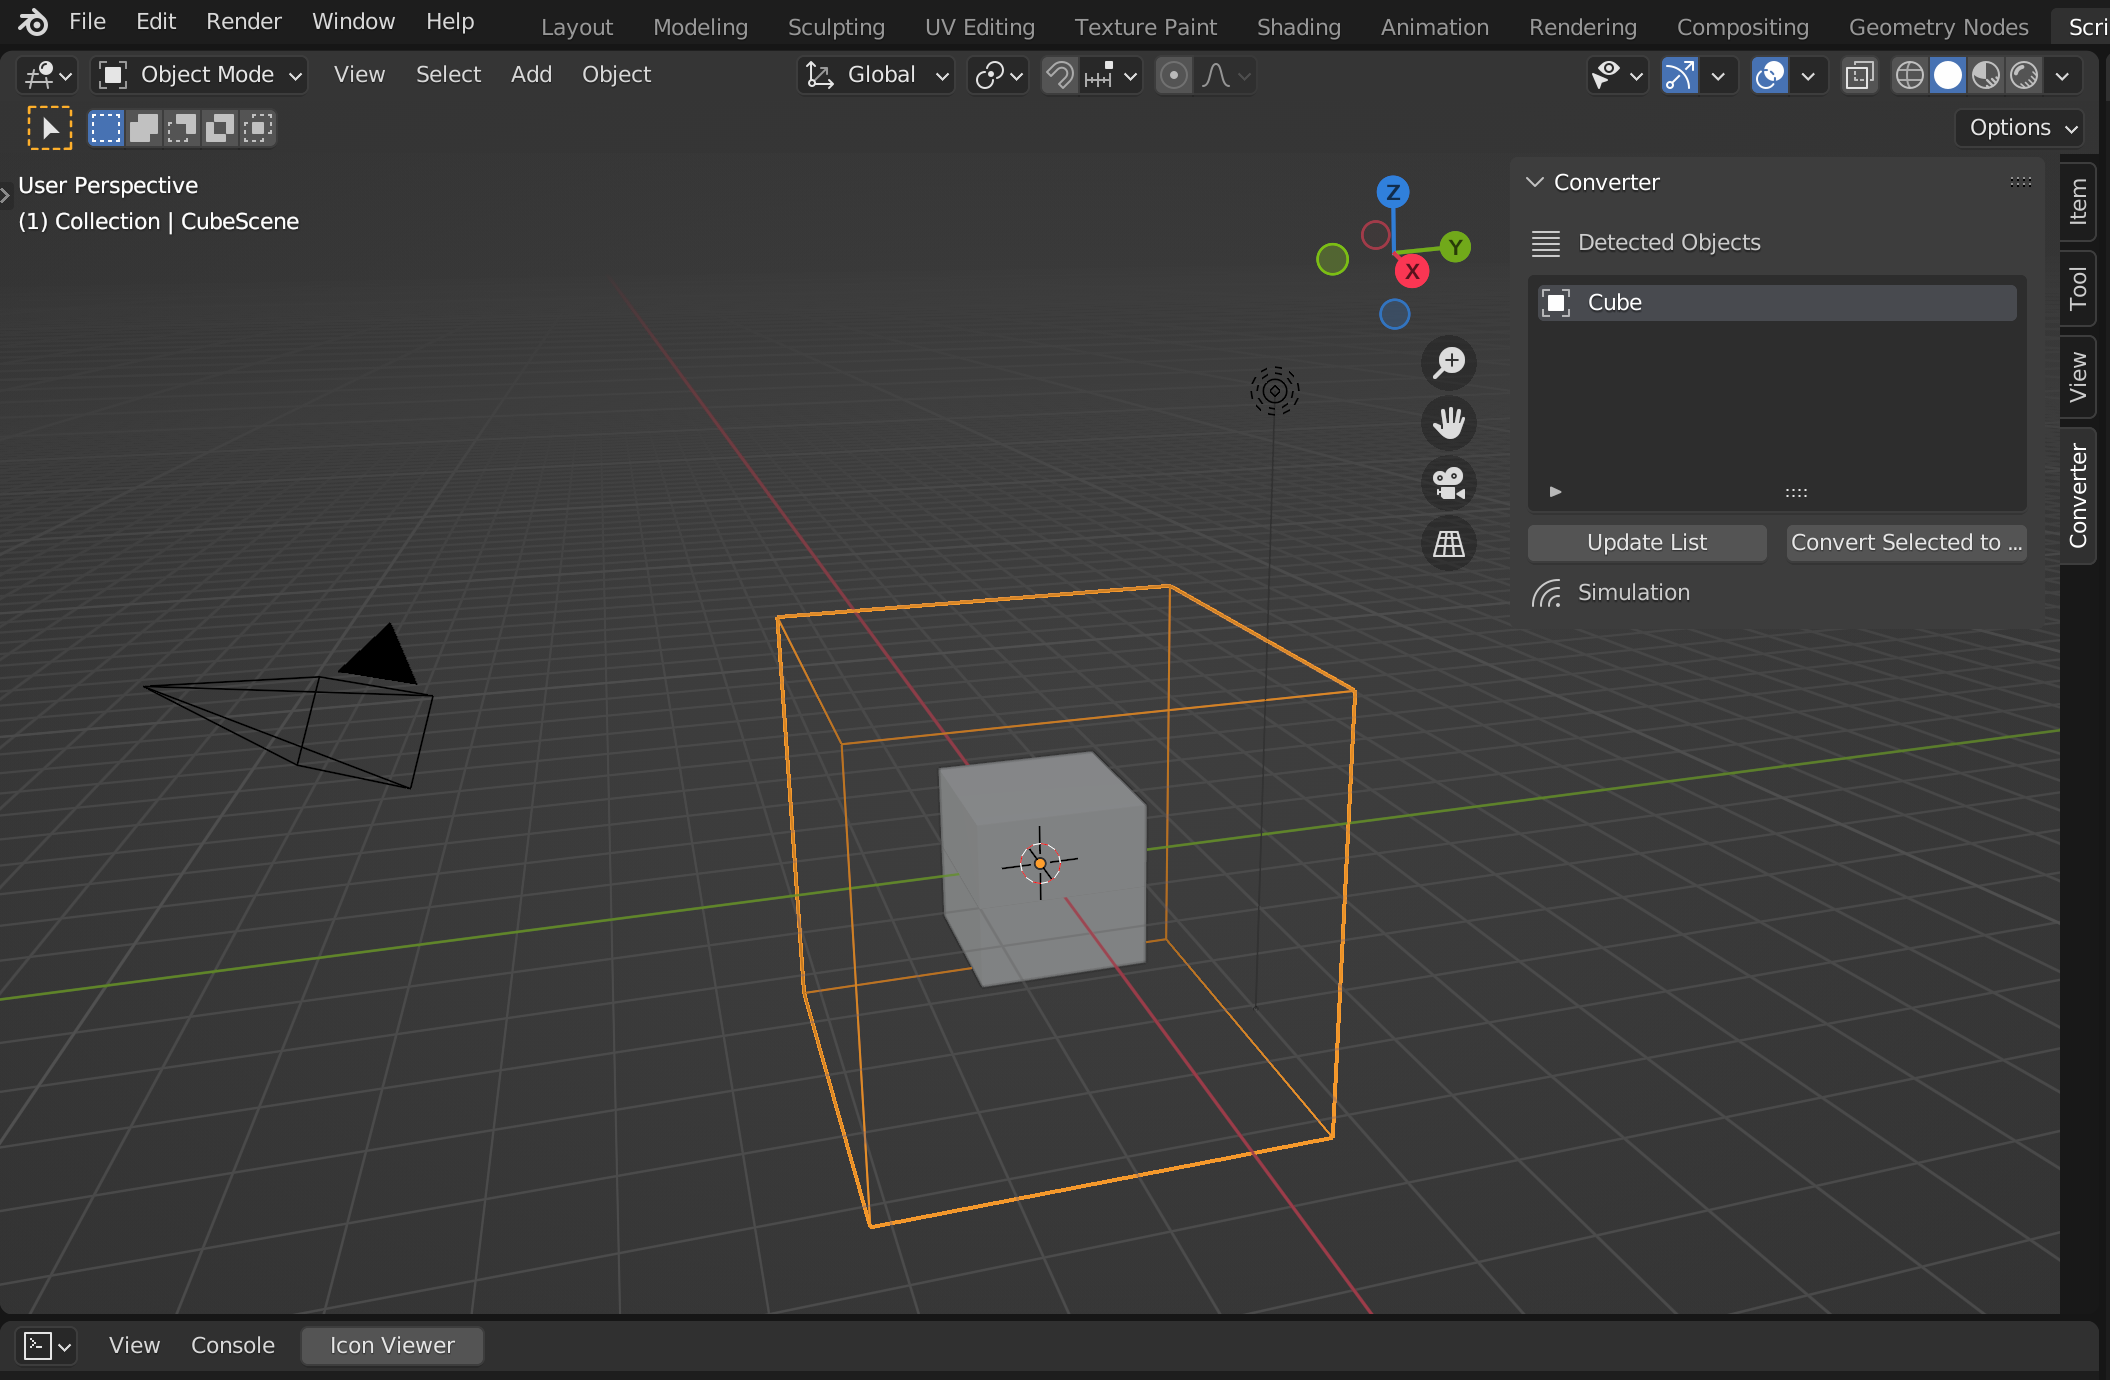 File Edit Render Window Help Layout Modeling Sculpting UV Editing Texture Paint Shading Animation Rendering Compositing Geometry Nodes Scri
Object Mode View Select Add Object Global
Options
User Perspective
(1) Collection | CubeScene
Z
Y
X
Converter
Detected Objects
Cube
Update List Convert Selected to ...
Simulation
Item
Tool
View
Converter
View Console Icon Viewer